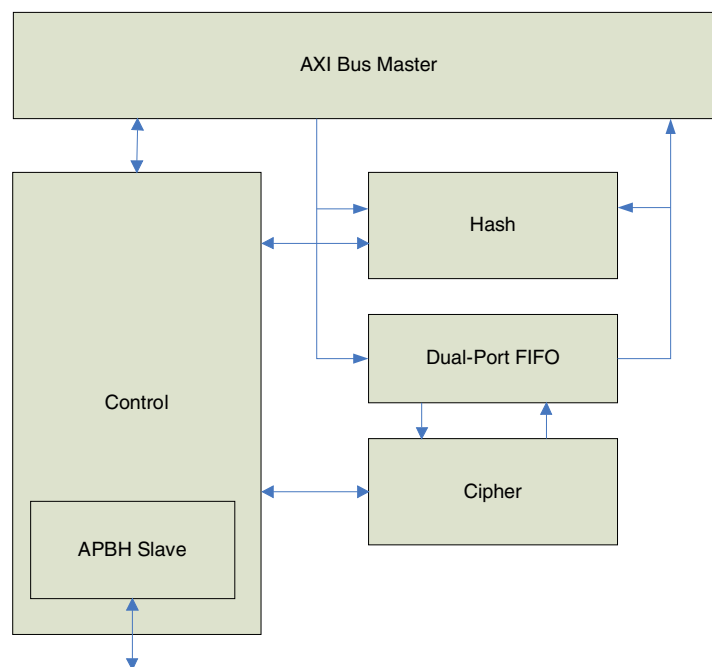 AXI Bus Master
Hash
Dual-Port FIFO
Control
Cipher
APBH Slave